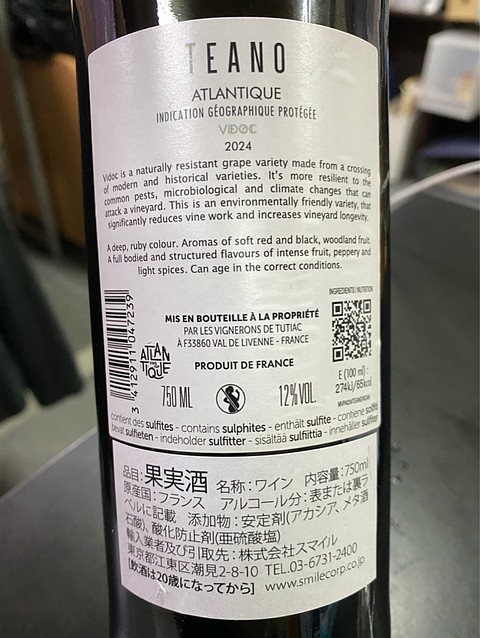 TEANO
ATLANTIQUE
INDICATION GÉOGRAPHIQUE PROTÉGÉE
VIDOC
2024
Vidoc is a naturally resistant grape variety made from a crossing
of modern and historical varieties. It's more resilient to the
common pests, microbiological and climate changes that can
attack a vineyard. This is an environmentally friendly variety, that
significantly reduces vine work and increases vineyard longevity.
A deep, ruby colour. Aromas of soft red and black, woodland fruit.
A full bodied and structured flavours of intense fruit, peppery and
light spices. Can age in the correct conditions.
INGREDIENTS / NUTRITION
MIS EN BOUTEILLE À LA PROPRIÉTÉ
PAR LES VIGNERONS DE TUTIAC
À F33860 VAL DE LIVENNE - FRANCE
PRODUIT DE FRANCE
3 412911 047239
ATLANTIQUE
750 ML
12% VOL.
E (100 ml) :
274kJ/65kcal
contient des sulfites - contains sulphites - enthält sulfite - contiene
bevat sulfieten - indeholder sulfitter - sisältää sulfiittia - innehåller
品目:果実酒 名称:ワイン 内容量:750ml
原産国:フランス アルコール分:表または裏ラ
ベルに記載 添加物:安定剤(アカシア、メタ酒
石酸)、酸化防止剤(亜硫酸塩)
輸入業者及び引取先:株式会社スマイル
東京都江東区潮見2-8-10 TEL.03-6731-2400
[飲酒は20歳になってから] www.smilecorp.co.jp